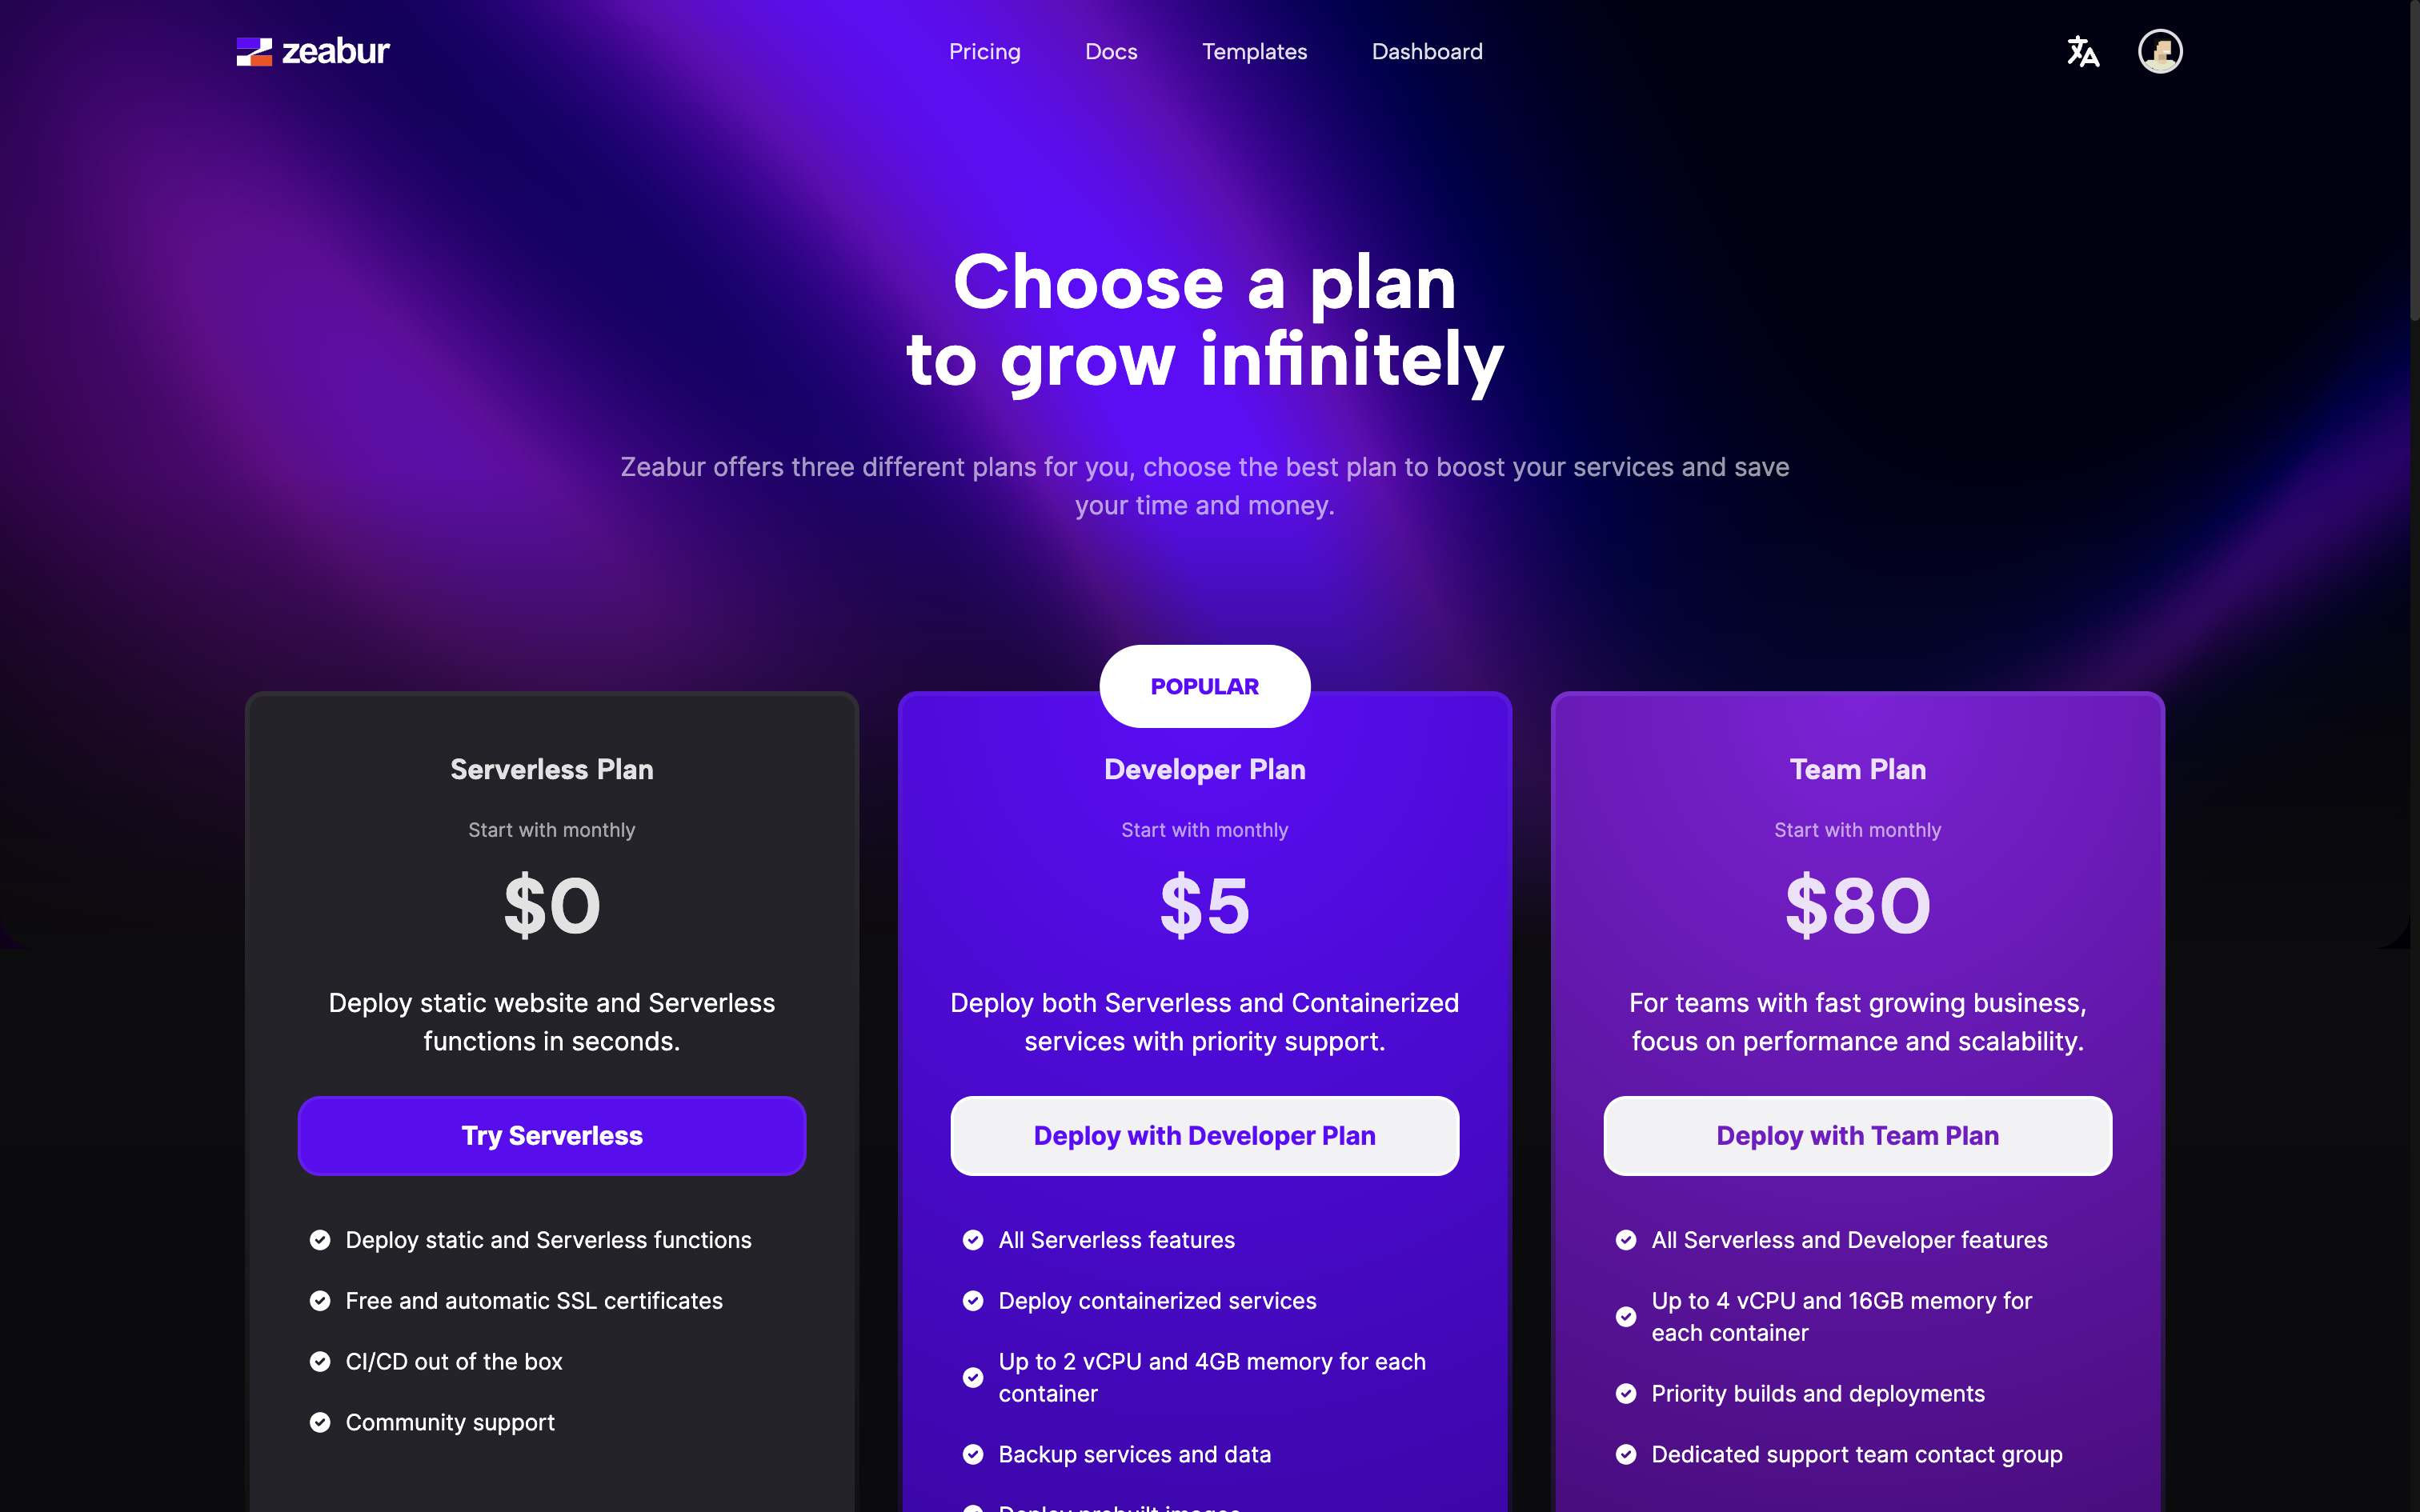 zeabur
Pricing
Docs
Templates
Dashboard
Choose a plan
to grow infinitely
Zeabur offers three different plans for you, choose the best plan to boost your services and save
your time and money.
Serverless Plan
Start with monthly
$0
Deploy static website and Serverless
functions in seconds.
Try Serverless
Deploy static and Serverless functions
Free and automatic SSL certificates
CI/CD out of the box
Community support
POPULAR
Developer Plan
Start with monthly
$5
Deploy both Serverless and Containerized
services with priority support.
Deploy with Developer Plan
All Serverless features
Deploy containerized services
Up to 2 vCPU and 4GB memory for each
container
Backup services and data
Deploy prebuilt images
Team Plan
Start with monthly
$80
For teams with fast growing business,
focus on performance and scalability.
Deploy with Team Plan
All Serverless and Developer features
Up to 4 vCPU and 16GB memory for
each container
Priority builds and deployments
Dedicated support team contact group